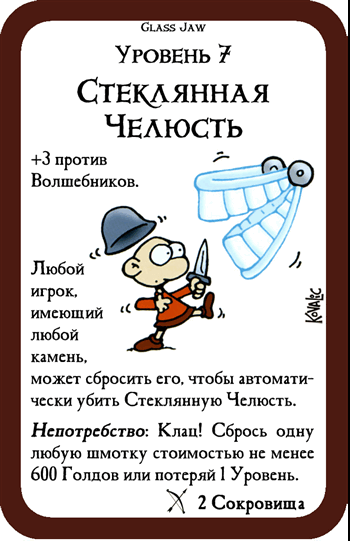 Glass Jaw
Уровень 7
Стеклянная
Челюсть
+3 против
Волшебников.
Любой
игрок,
имеющий
любой
камень,
может сбросить его, чтобы автомати-
чески убить Стеклянную Челюсть.
Непотребство: Клац! Сбрось одну
любую шмотку стоимостью не менее
600 Голдов или потеряй 1 Уровень.
2 Сокровища
Kovalic